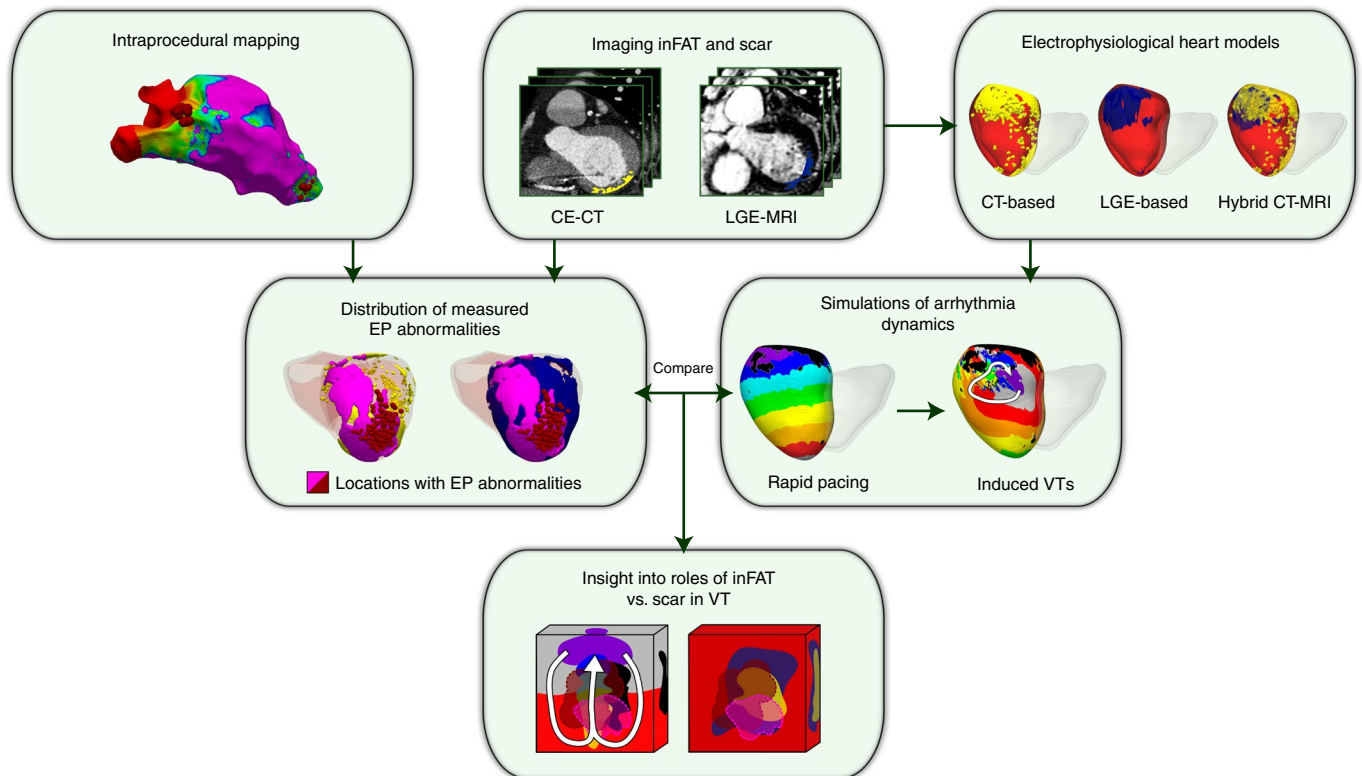 Intraprocedural mapping
Imaging inFAT and scar
CE-CT
LGE-MRI
Electrophysiological heart models
CT-based
LGE-based
Hybrid CT-MRI
Distribution of measured
EP abnormalities
Locations with EP abnormalities
Compare
Simulations of arrhythmia
dynamics
Rapid pacing
Induced VTs
Insight into roles of inFAT
vs. scar in VT